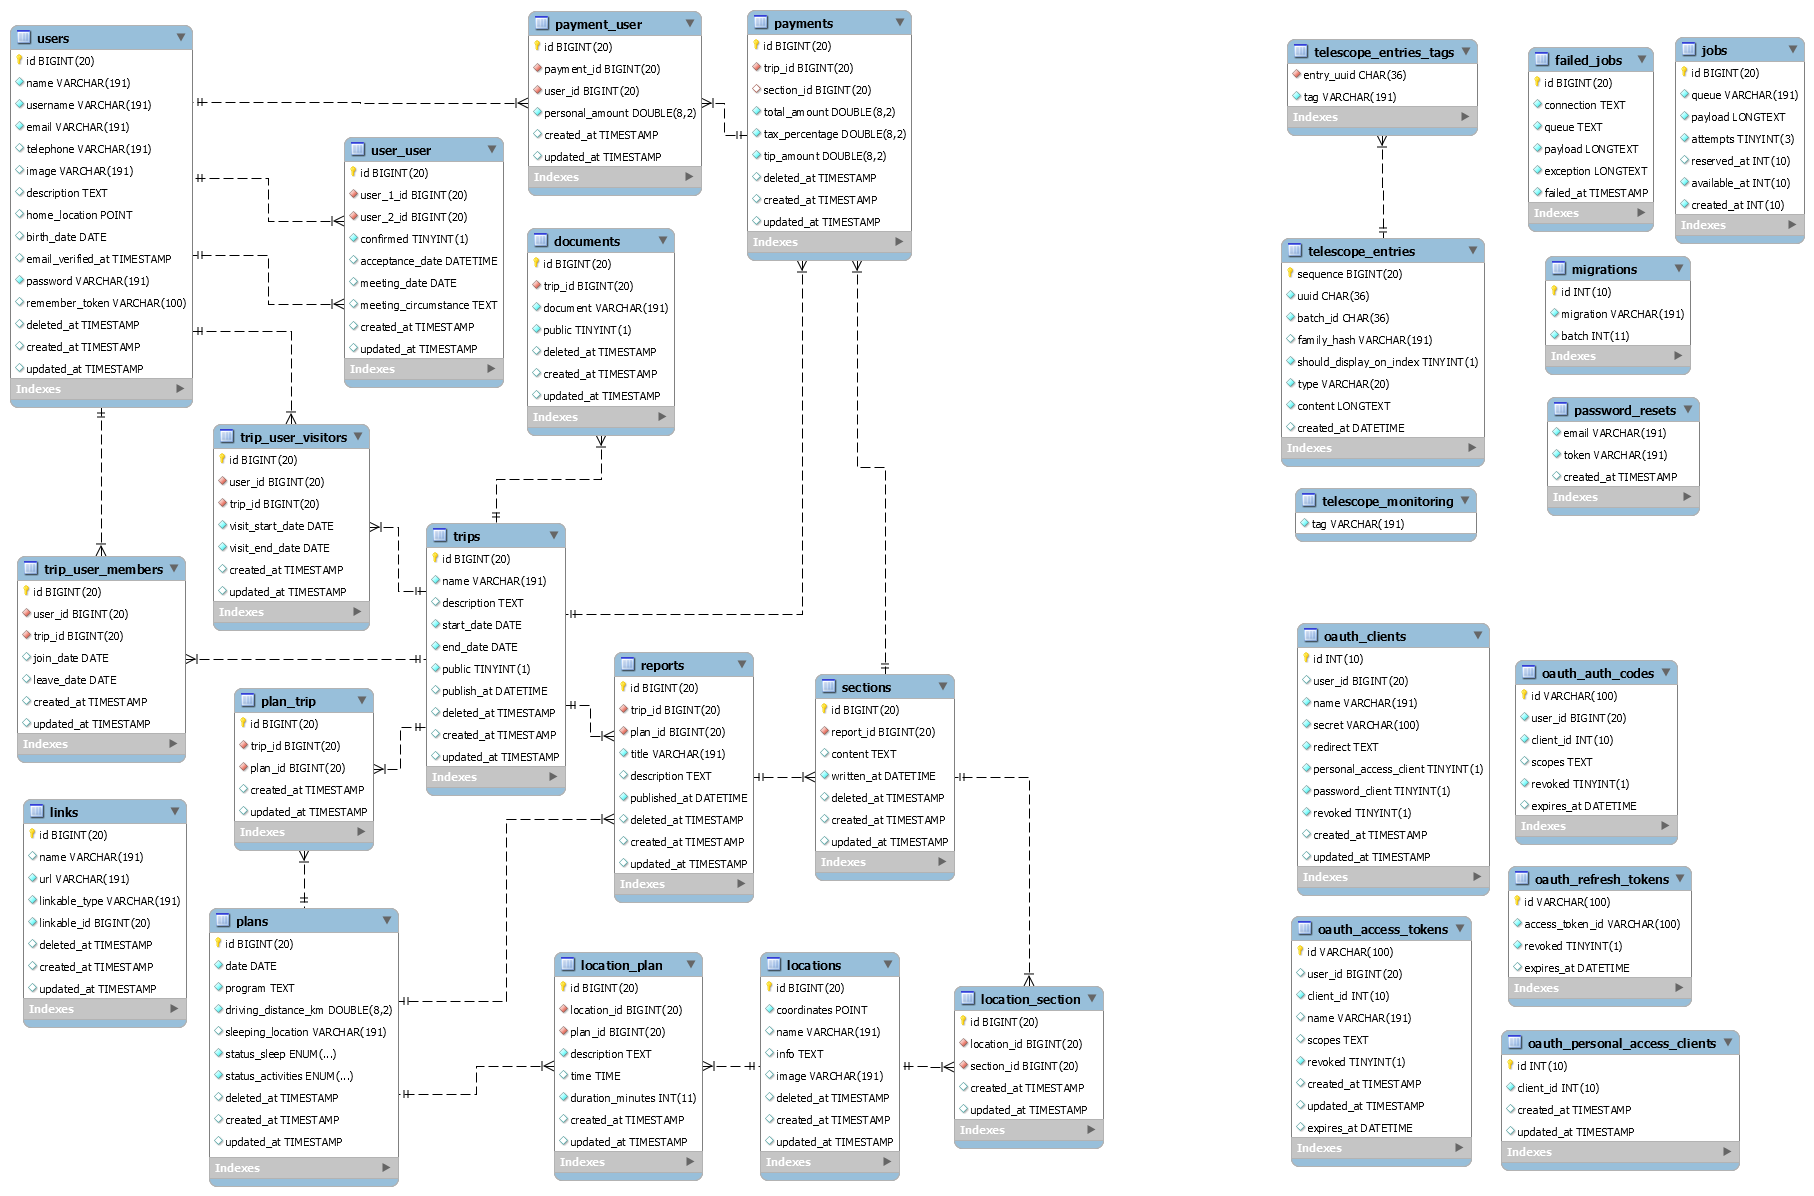 users
id BIGINT(20)
name VARCHAR(191)
username VARCHAR(191)
email VARCHAR(191)
telephone VARCHAR(191)
image VARCHAR(191)
description TEXT
home_location POINT
birth_date DATE
email_verified_at TIMESTAMP
password VARCHAR(191)
remember_token VARCHAR(100)
deleted_at TIMESTAMP
created_at TIMESTAMP
updated_at TIMESTAMP
Indexes
payment_user
id BIGINT(20)
payment_id BIGINT(20)
user_id BIGINT(20)
personal_amount DOUBLE(8,2)
created_at TIMESTAMP
updated_at TIMESTAMP
Indexes
payments
id BIGINT(20)
trip_id BIGINT(20)
section_id BIGINT(20)
total_amount DOUBLE(8,2)
tax_percentage DOUBLE(8,2)
tip_amount DOUBLE(8,2)
deleted_at TIMESTAMP
created_at TIMESTAMP
updated_at TIMESTAMP
Indexes
user_user
id BIGINT(20)
user_1_id BIGINT(20)
user_2_id BIGINT(20)
confirmed TINYINT(1)
acceptance_date DATETIME
meeting_date DATE
meeting_circumstance TEXT
created_at TIMESTAMP
updated_at TIMESTAMP
Indexes
documents
id BIGINT(20)
trip_id BIGINT(20)
document VARCHAR(191)
public TINYINT(1)
deleted_at TIMESTAMP
created_at TIMESTAMP
updated_at TIMESTAMP
Indexes
trip_user_visitors
id BIGINT(20)
user_id BIGINT(20)
trip_id BIGINT(20)
visit_start_date DATE
visit_end_date DATE
created_at TIMESTAMP
updated_at TIMESTAMP
Indexes
trips
id BIGINT(20)
name VARCHAR(191)
description TEXT
start_date DATE
end_date DATE
public TINYINT(1)
publish_at DATETIME
deleted_at TIMESTAMP
created_at TIMESTAMP
updated_at TIMESTAMP
Indexes
trip_user_members
id BIGINT(20)
user_id BIGINT(20)
trip_id BIGINT(20)
join_date DATE
leave_date DATE
created_at TIMESTAMP
updated_at TIMESTAMP
Indexes
plan_trip
id BIGINT(20)
trip_id BIGINT(20)
plan_id BIGINT(20)
created_at TIMESTAMP
updated_at TIMESTAMP
Indexes
reports
id BIGINT(20)
trip_id BIGINT(20)
plan_id BIGINT(20)
title VARCHAR(191)
description TEXT
published_at DATETIME
deleted_at TIMESTAMP
created_at TIMESTAMP
updated_at TIMESTAMP
Indexes
sections
id BIGINT(20)
report_id BIGINT(20)
content TEXT
written_at DATETIME
deleted_at TIMESTAMP
created_at TIMESTAMP
updated_at TIMESTAMP
Indexes
links
id BIGINT(20)
name VARCHAR(191)
url VARCHAR(191)
linkable_type VARCHAR(191)
linkable_id BIGINT(20)
deleted_at TIMESTAMP
created_at TIMESTAMP
updated_at TIMESTAMP
Indexes
plans
id BIGINT(20)
date DATE
program TEXT
driving_distance_km DOUBLE(8,2)
sleeping_location VARCHAR(191)
status_sleep ENUM(...)
status_activities ENUM(...)
deleted_at TIMESTAMP
created_at TIMESTAMP
updated_at TIMESTAMP
Indexes
location_plan
id BIGINT(20)
location_id BIGINT(20)
plan_id BIGINT(20)
description TEXT
time TIME
duration_minutes INT(11)
created_at TIMESTAMP
updated_at TIMESTAMP
Indexes
locations
id BIGINT(20)
coordinates POINT
name VARCHAR(191)
info TEXT
image VARCHAR(191)
deleted_at TIMESTAMP
created_at TIMESTAMP
updated_at TIMESTAMP
Indexes
location_section
id BIGINT(20)
location_id BIGINT(20)
section_id BIGINT(20)
created_at TIMESTAMP
updated_at TIMESTAMP
Indexes
telescope_entries_tags
entry_uuid CHAR(36)
tag VARCHAR(191)
Indexes
failed_jobs
id BIGINT(20)
connection TEXT
queue TEXT
payload LONGTEXT
exception LONGTEXT
failed_at TIMESTAMP
Indexes
jobs
id BIGINT(20)
queue VARCHAR(191)
payload LONGTEXT
attempts TINYINT(3)
reserved_at INT(10)
available_at INT(10)
created_at INT(10)
Indexes
telescope_entries
sequence BIGINT(20)
uuid CHAR(36)
batch_id CHAR(36)
family_hash VARCHAR(191)
should_display_on_index TINYINT(1)
type VARCHAR(20)
content LONGTEXT
created_at DATETIME
Indexes
migrations
id INT(10)
migration VARCHAR(191)
batch INT(11)
Indexes
password_resets
email VARCHAR(191)
token VARCHAR(191)
created_at TIMESTAMP
Indexes
telescope_monitoring
tag VARCHAR(191)
oauth_clients
id INT(10)
user_id BIGINT(20)
name VARCHAR(191)
secret VARCHAR(100)
redirect TEXT
personal_access_client TINYINT(1)
password_client TINYINT(1)
revoked TINYINT(1)
created_at TIMESTAMP
updated_at TIMESTAMP
Indexes
oauth_auth_codes
id VARCHAR(100)
user_id BIGINT(20)
client_id INT(10)
scopes TEXT
revoked TINYINT(1)
expires_at DATETIME
Indexes
oauth_refresh_tokens
id VARCHAR(100)
access_token_id VARCHAR(100)
revoked TINYINT(1)
expires_at DATETIME
Indexes
oauth_access_tokens
id VARCHAR(100)
user_id BIGINT(20)
client_id INT(10)
name VARCHAR(191)
scopes TEXT
revoked TINYINT(1)
created_at TIMESTAMP
updated_at TIMESTAMP
expires_at DATETIME
Indexes
oauth_personal_access_clients
id INT(10)
client_id INT(10)
created_at TIMESTAMP
updated_at TIMESTAMP
Indexes